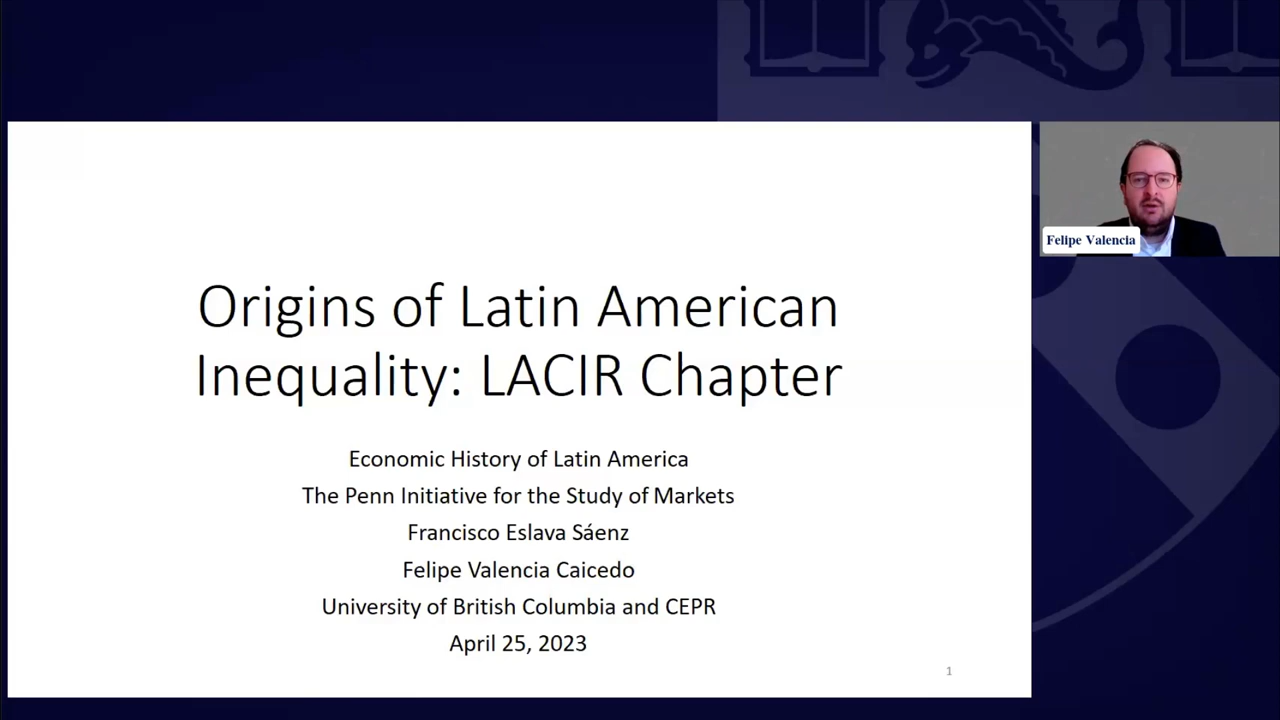 Origins of Latin American
Inequality: LACIR Chapter
Economic History of Latin America
The Penn Initiative for the Study of Markets
Francisco Eslava Sáenz
Felipe Valencia Caicedo
University of British Columbia and CEPR
April 25, 2023
1
Felipe Valencia